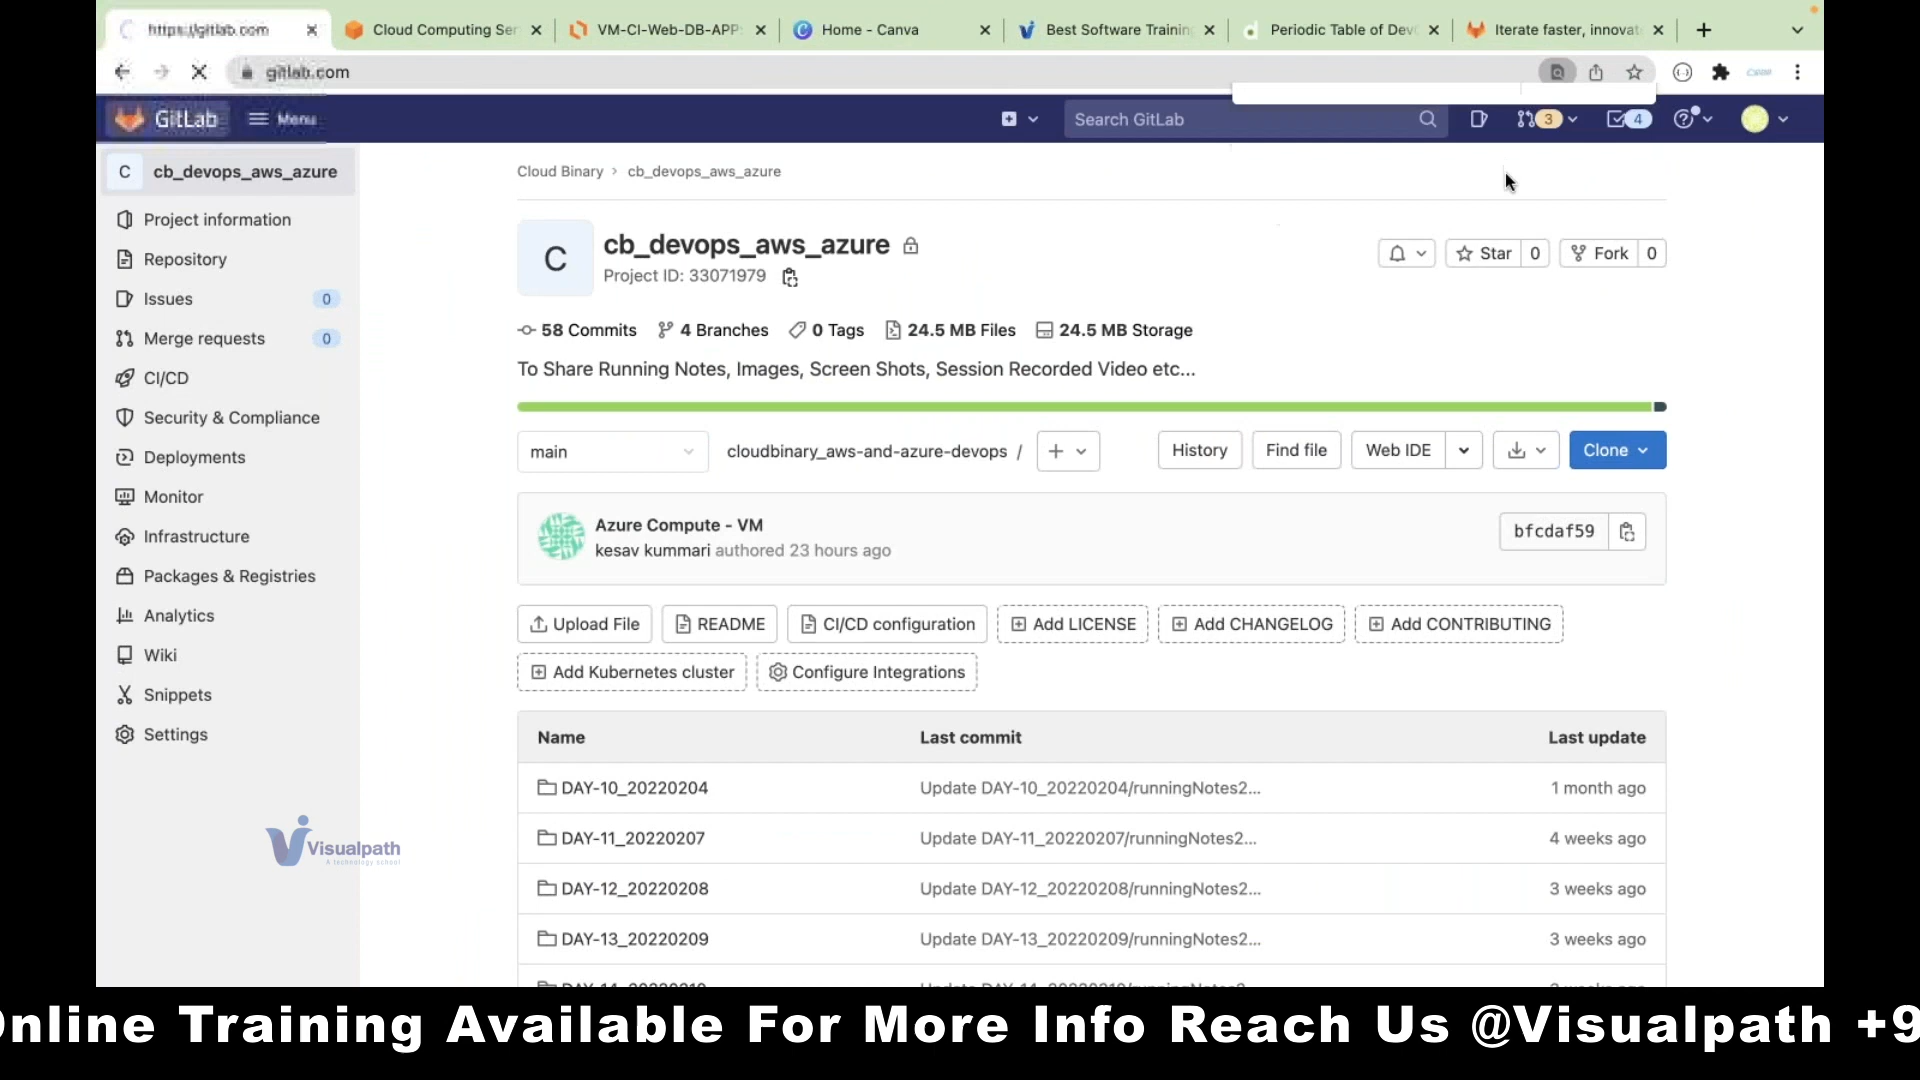 https://gitlab.com
Cloud Computing Ser
VM-CI-Web-DB-APP
Home - Canva
Best Software Training
Periodic Table of DevO
Iterate faster, innovat
gitlab.com
GitLab
Menu
Search GitLab
3
4
C
cb_devops_aws_azure
Project information
Repository
Issues
0
Merge requests
0
CI/CD
Security & Compliance
Deployments
Monitor
Infrastructure
Packages & Registries
Analytics
Wiki
Snippets
Settings
Cloud Binary > cb_devops_aws_azure
C
cb_devops_aws_azure
Project ID: 33071979
Star 0
Fork 0
58 Commits 4 Branches 0 Tags 24.5 MB Files 24.5 MB Storage
To Share Running Notes, Images, Screen Shots, Session Recorded Video etc...
main
cloudbinary_aws-and-azure-devops /
History
Find file
Web IDE
Clone
Azure Compute - VM
kesav kummari authored 23 hours ago
bfcdaf59
Upload File
README
CI/CD configuration
Add LICENSE
Add CHANGELOG
Add CONTRIBUTING
Add Kubernetes cluster
Configure Integrations
Name Last commit Last update
DAY-10_20220204 Update DAY-10_20220204/runningNotes2... 1 month ago
DAY-11_20220207 Update DAY-11_20220207/runningNotes2... 4 weeks ago
DAY-12_20220208 Update DAY-12_20220208/runningNotes2... 3 weeks ago
DAY-13_20220209 Update DAY-13_20220209/runningNotes2... 3 weeks ago
Visualpath
A technology school
nline Training Available For More Info Reach Us @Visualpath +9